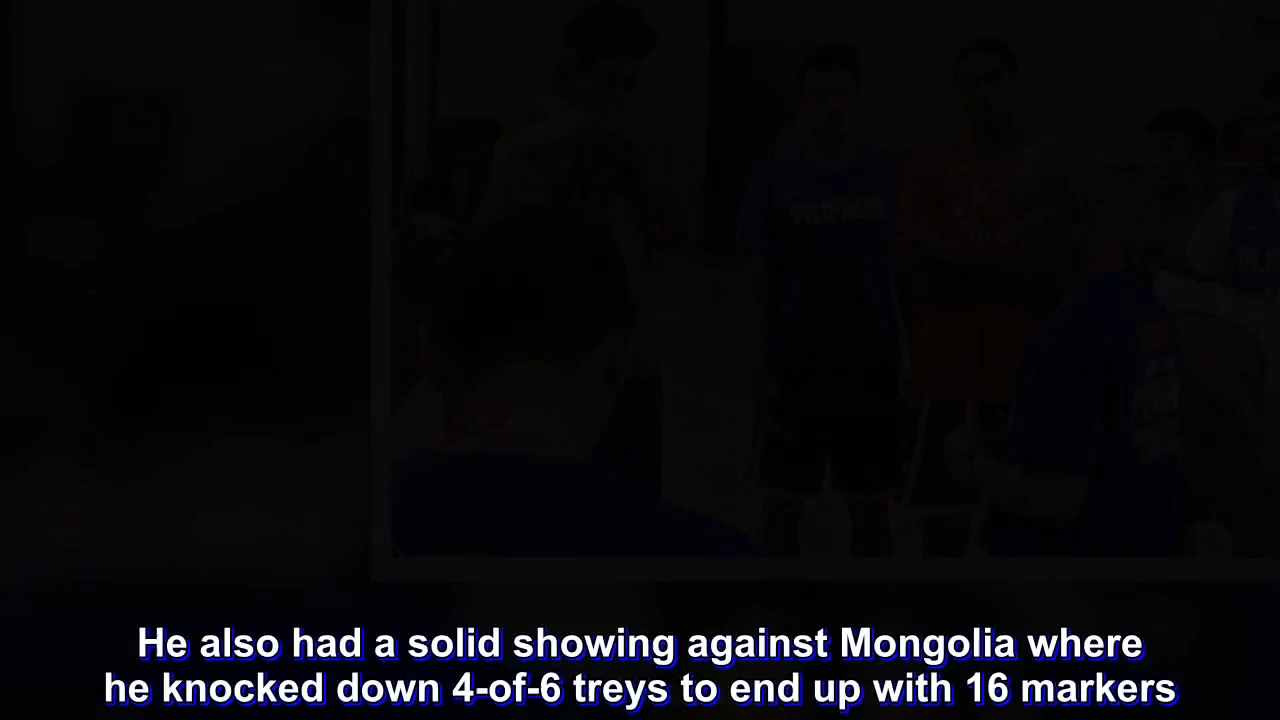 He also had a solid showing against Mongolia where
he knocked down 4-of-6 treys to end up with 16 markers